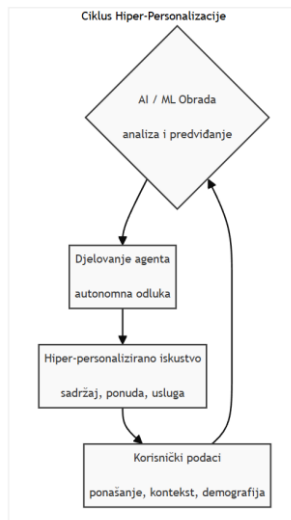 Ciklus Hiper-Personalizacije
AI / ML Obrada
analiza i predviđanje
Djelovanje agenta
autonomna odluka
Hiper-personalizirano iskustvo
sadržaj, ponuda, usluga
Korisnički podaci
ponašanje, kontekst, demografija